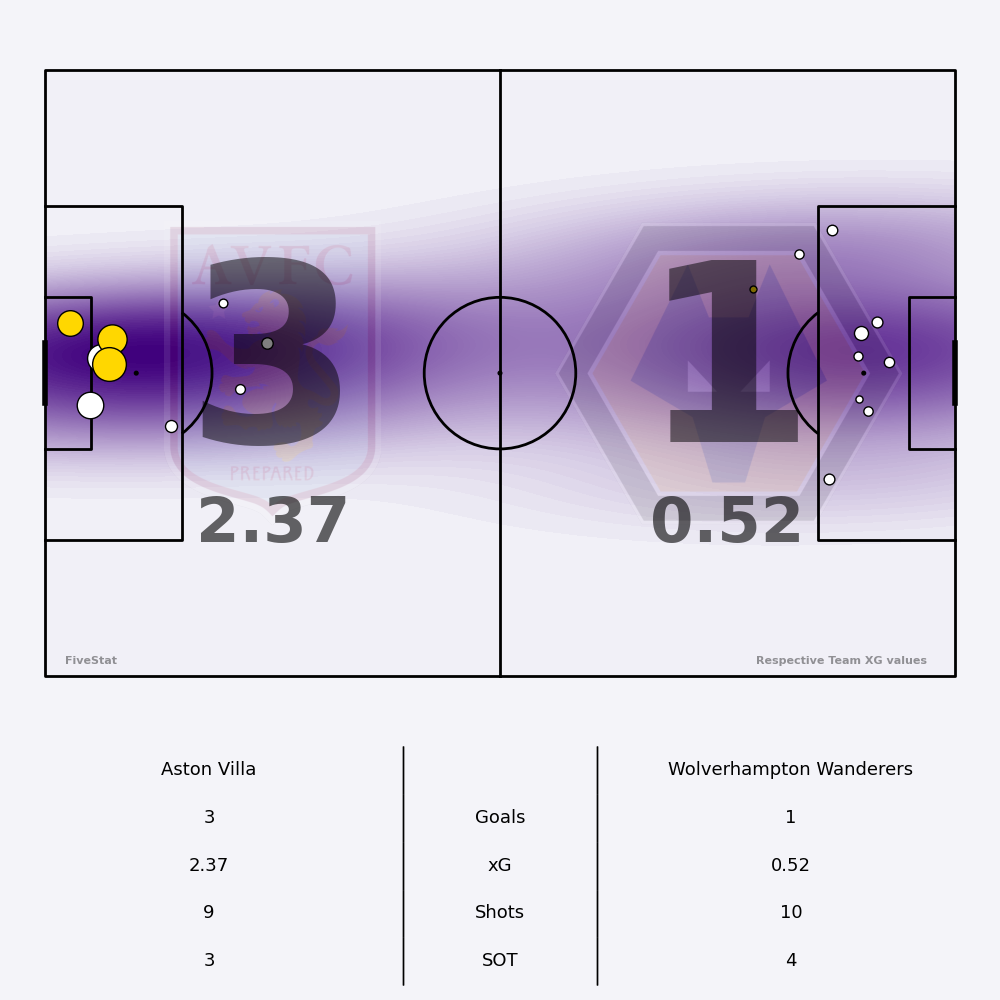 AVFC
3
1
PREPARED
2.37
0.52
FiveStat
Respective Team XG values
Aston Villa
Wolverhampton Wanderers
3 Goals 1
2.37 xG 0.52
9 Shots 10
3 SOT 4